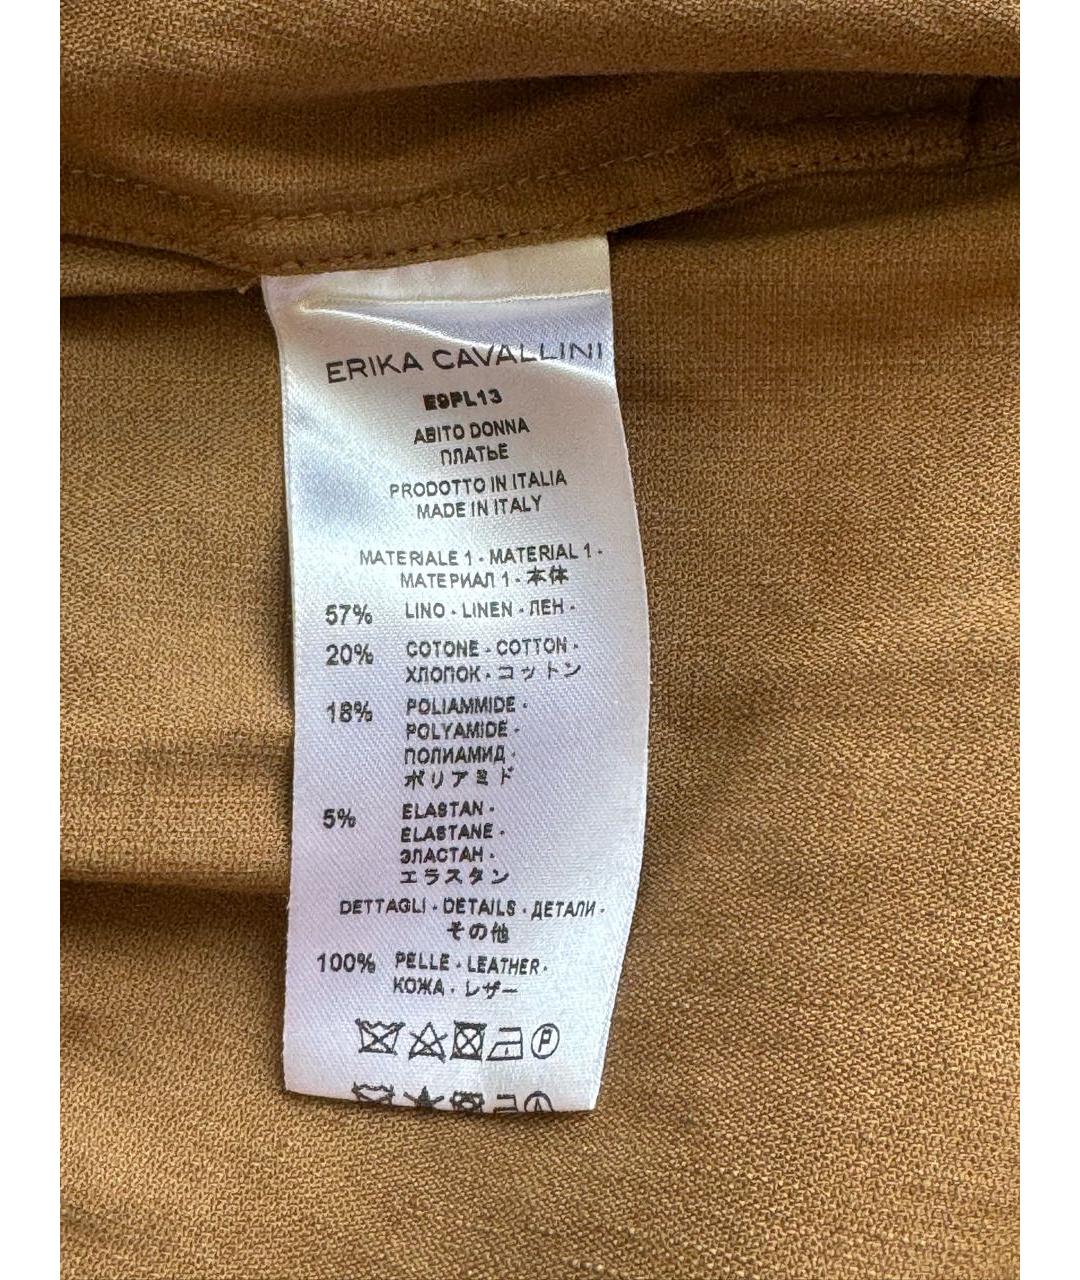 ERIKA CAVALLINI
E9PL13
ABITO DONNA
ПЛАТЬЕ
PRODOTTO IN ITALIA
MADE IN ITALY
MATERIALE 1 - MATERIAL 1 -
МАТЕРИАЛ 1 - 本体
57% LINO - LINEN - ЛЕН -
20% COTONE - COTTON -
ХЛОПОК - コットン
18% POLIAMMIDE -
POLYAMIDE -
ПОЛИАМИД -
ポリアミド
5% ELASTAN -
ELASTANE -
ЭЛАСТАН -
エラスタン
DETTAGLI - DETAILS - ДЕТАЛИ -
その他
100% PELLE - LEATHER -
КОЖА - レザー
P